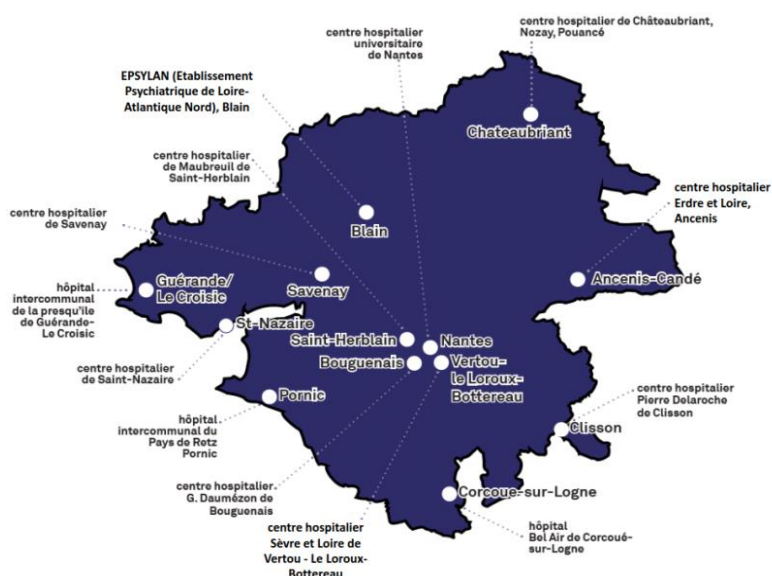 centre hospitalier de Châteaubriant,
Nozay, Pouancé
centre hospitalier
universitaire
de Nantes
EPSYLAN (Etablissement
Psychiatrique de Loire-
Atlantique Nord), Blain
Chateaubriant
centre hospitalier
de Maubreuil de
Saint-Herblain
centre hospitalier
Erdre et Loire,
Ancenis
centre hospitalier
de Savenay
Blain
Guérande/
Le Croisic
Savenay
Ancenis-Candé
hôpital
intercommunal
de la presqu'ile
de Guérande-
Le Croisic
St-Nazaire
Saint-Herblain
Nantes
Bouguenais
Vertou-
le Loroux-
Bottereau
centre hospitalier
de Saint-Nazaire
Pornic
centre hospitalier
Pierre Delaroche
de Clisson
hôpital
intercommunal du
Pays de Retz
Pornic
Clisson
centre hospitalier
G. Daumézon de
Bouguenais
Corcoue-sur-Logne
centre hospitalier
Sèvre et Loire de
Vertou - Le Loroux-
Bottereau
hôpital
Bel Air de Corcoué-
sur-Logne